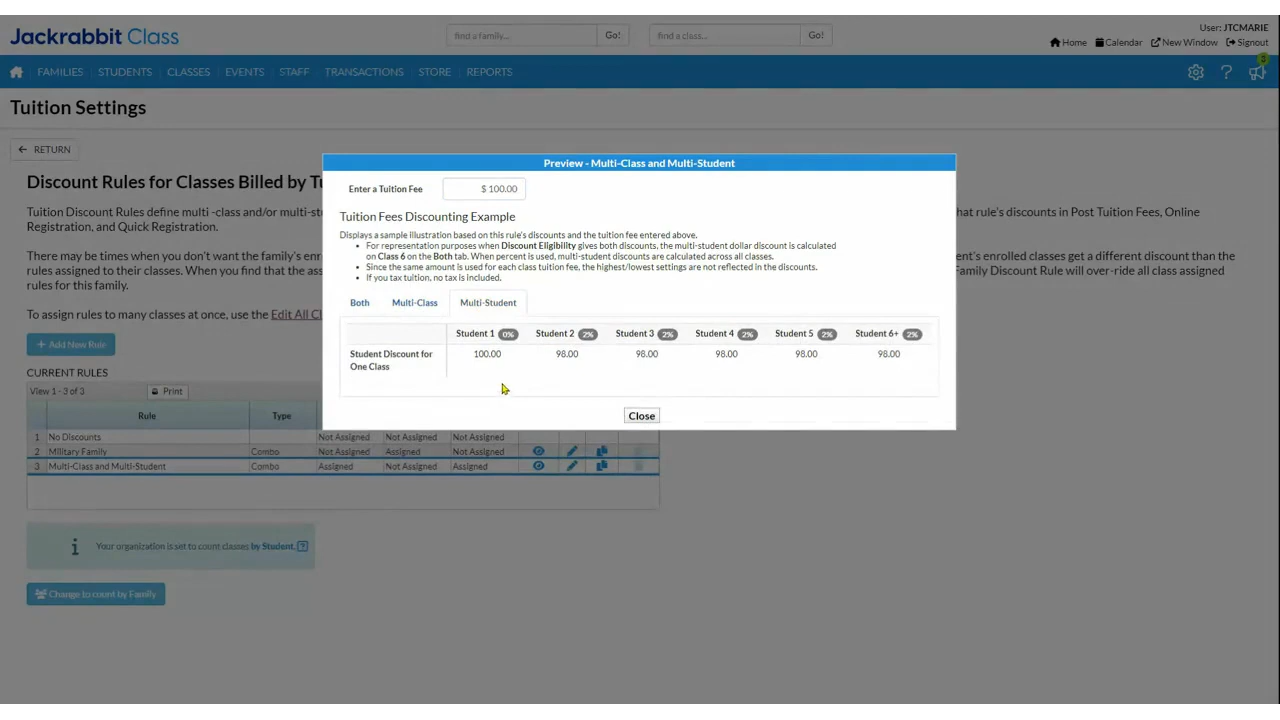 Jackrabbit Class
find a family... Go! find a class... Go!
User: JTCMARIE
Home Calendar New Window Signout
FAMILIES STUDENTS CLASSES EVENTS STAFF TRANSACTIONS STORE REPORTS
Tuition Settings
RETURN
Discount Rules for Classes Billed by T
Tuition Discount Rules define multi -class and/or multi-st hat rule's discounts in Post Tuition Fees, Online
Registration, and Quick Registration.
There may be times when you don't want the family's enr ent's enrolled classes get a different discount than the
rules assigned to their classes. When you find that the ass Family Discount Rule will over-ride all class assigned
rules for this family.
To assign rules to many classes at once, use the Edit All Cl
+ Add New Rule
CURRENT RULES
View 1 - 3 of 3 Print
Rule Type
1 No Discounts Not Assigned Not Assigned Not Assigned
2 Military Family Combo Not Assigned Assigned Not Assigned
3 Multi-Class and Multi-Student Combo Assigned Not Assigned Assigned
i Your organization is set to count classes by Student. ?
Change to count by Family
Preview - Multi-Class and Multi-Student
Enter a Tuition Fee $ 100.00
Tuition Fees Discounting Example
Displays a sample illustration based on this rule's discounts and the tuition fee entered above.
• For representation purposes when Discount Eligibility gives both discounts, the multi-student dollar discount is calculated
on Class 6 on the Both tab. When percent is used, multi-student discounts are calculated across all classes.
• Since the same amount is used for each class tuition fee, the highest/lowest settings are not reflected in the discounts.
• If you tax tuition, no tax is included.
Both Multi-Class Multi-Student
Student 1 0% Student 2 2% Student 3 2% Student 4 2% Student 5 2% Student 6+ 2%
Student Discount for 100.00 98.00 98.00 98.00 98.00 98.00
One Class
Close